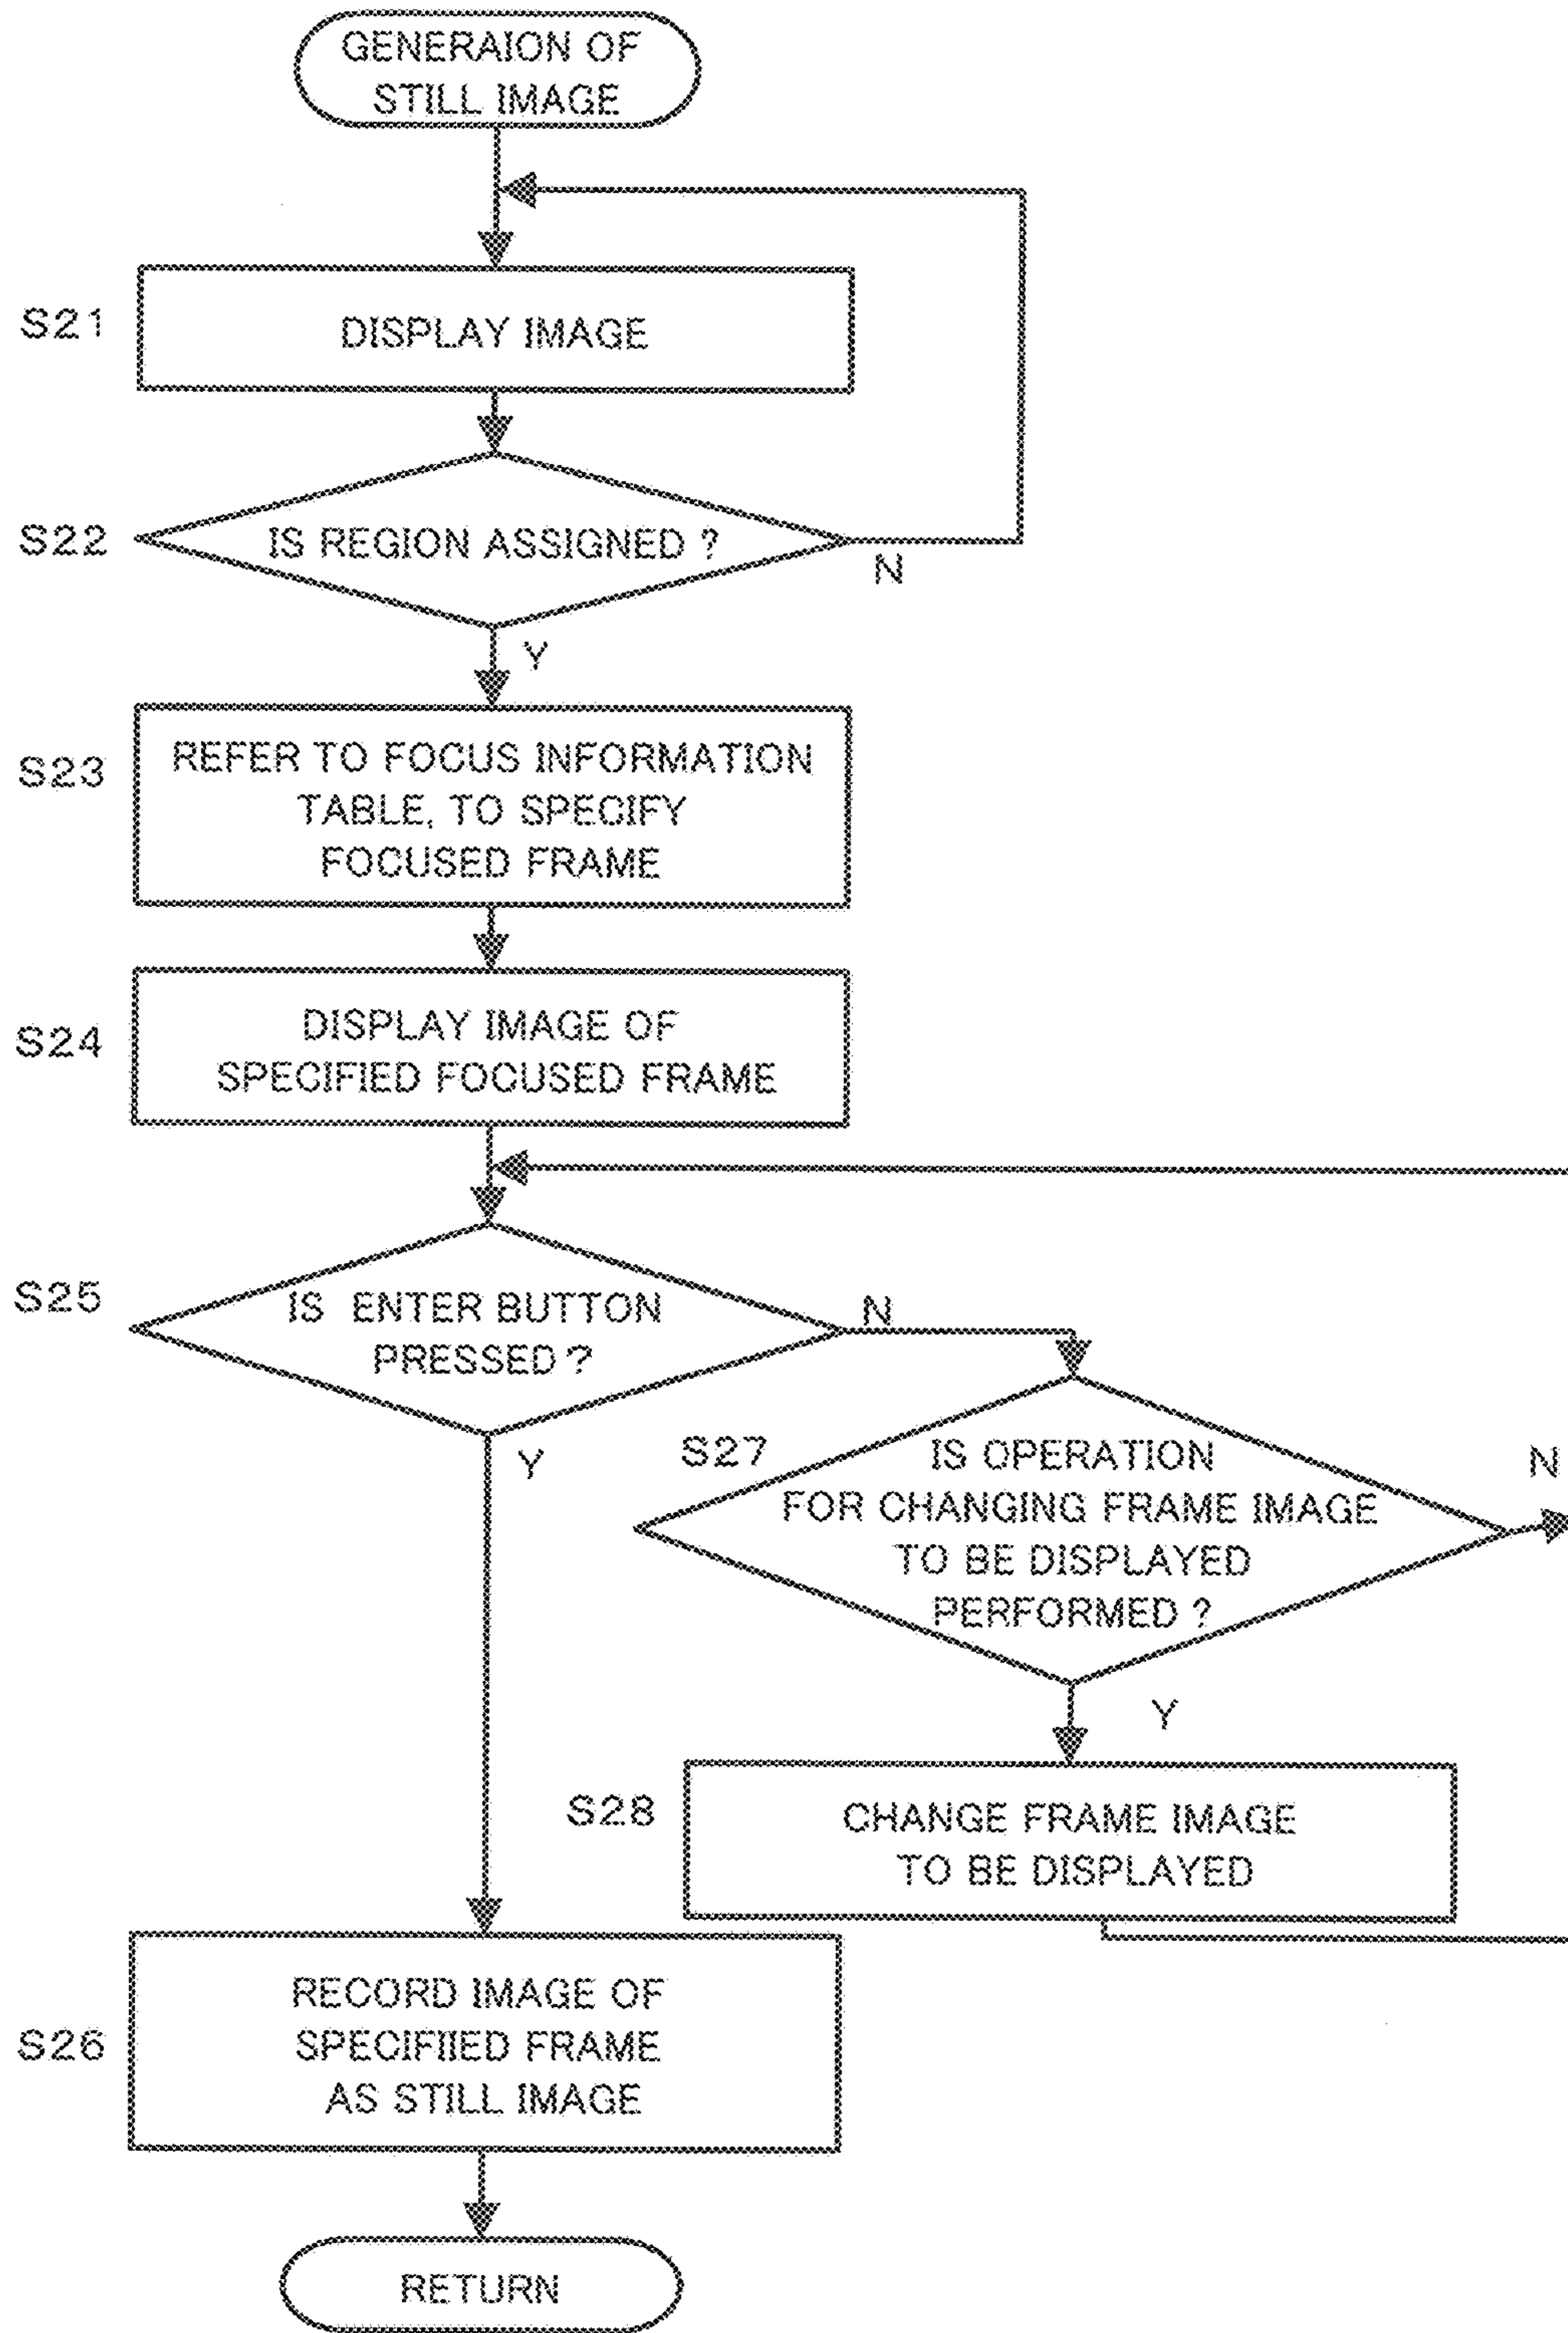 GENERAION OF
STILL IMAGE
S21
DISPLAY IMAGE
S22
IS REGION ASSIGNED ?
N
Y
S23
REFER TO FOCUS INFORMATION
TABLE, TO SPECIFY
FOCUSED FRAME
S24
DISPLAY IMAGE OF
SPECIFIED FOCUSED FRAME
S25
IS ENTER BUTTON
PRESSED ?
N
Y
S27
IS OPERATION
FOR CHANGING FRAME IMAGE
TO BE DISPLAYED
PERFORMED ?
N
Y
S28
CHANGE FRAME IMAGE
TO BE DISPLAYED
S26
RECORD IMAGE OF
SPECIFIIED FRAME
AS STILL IMAGE
RETURN